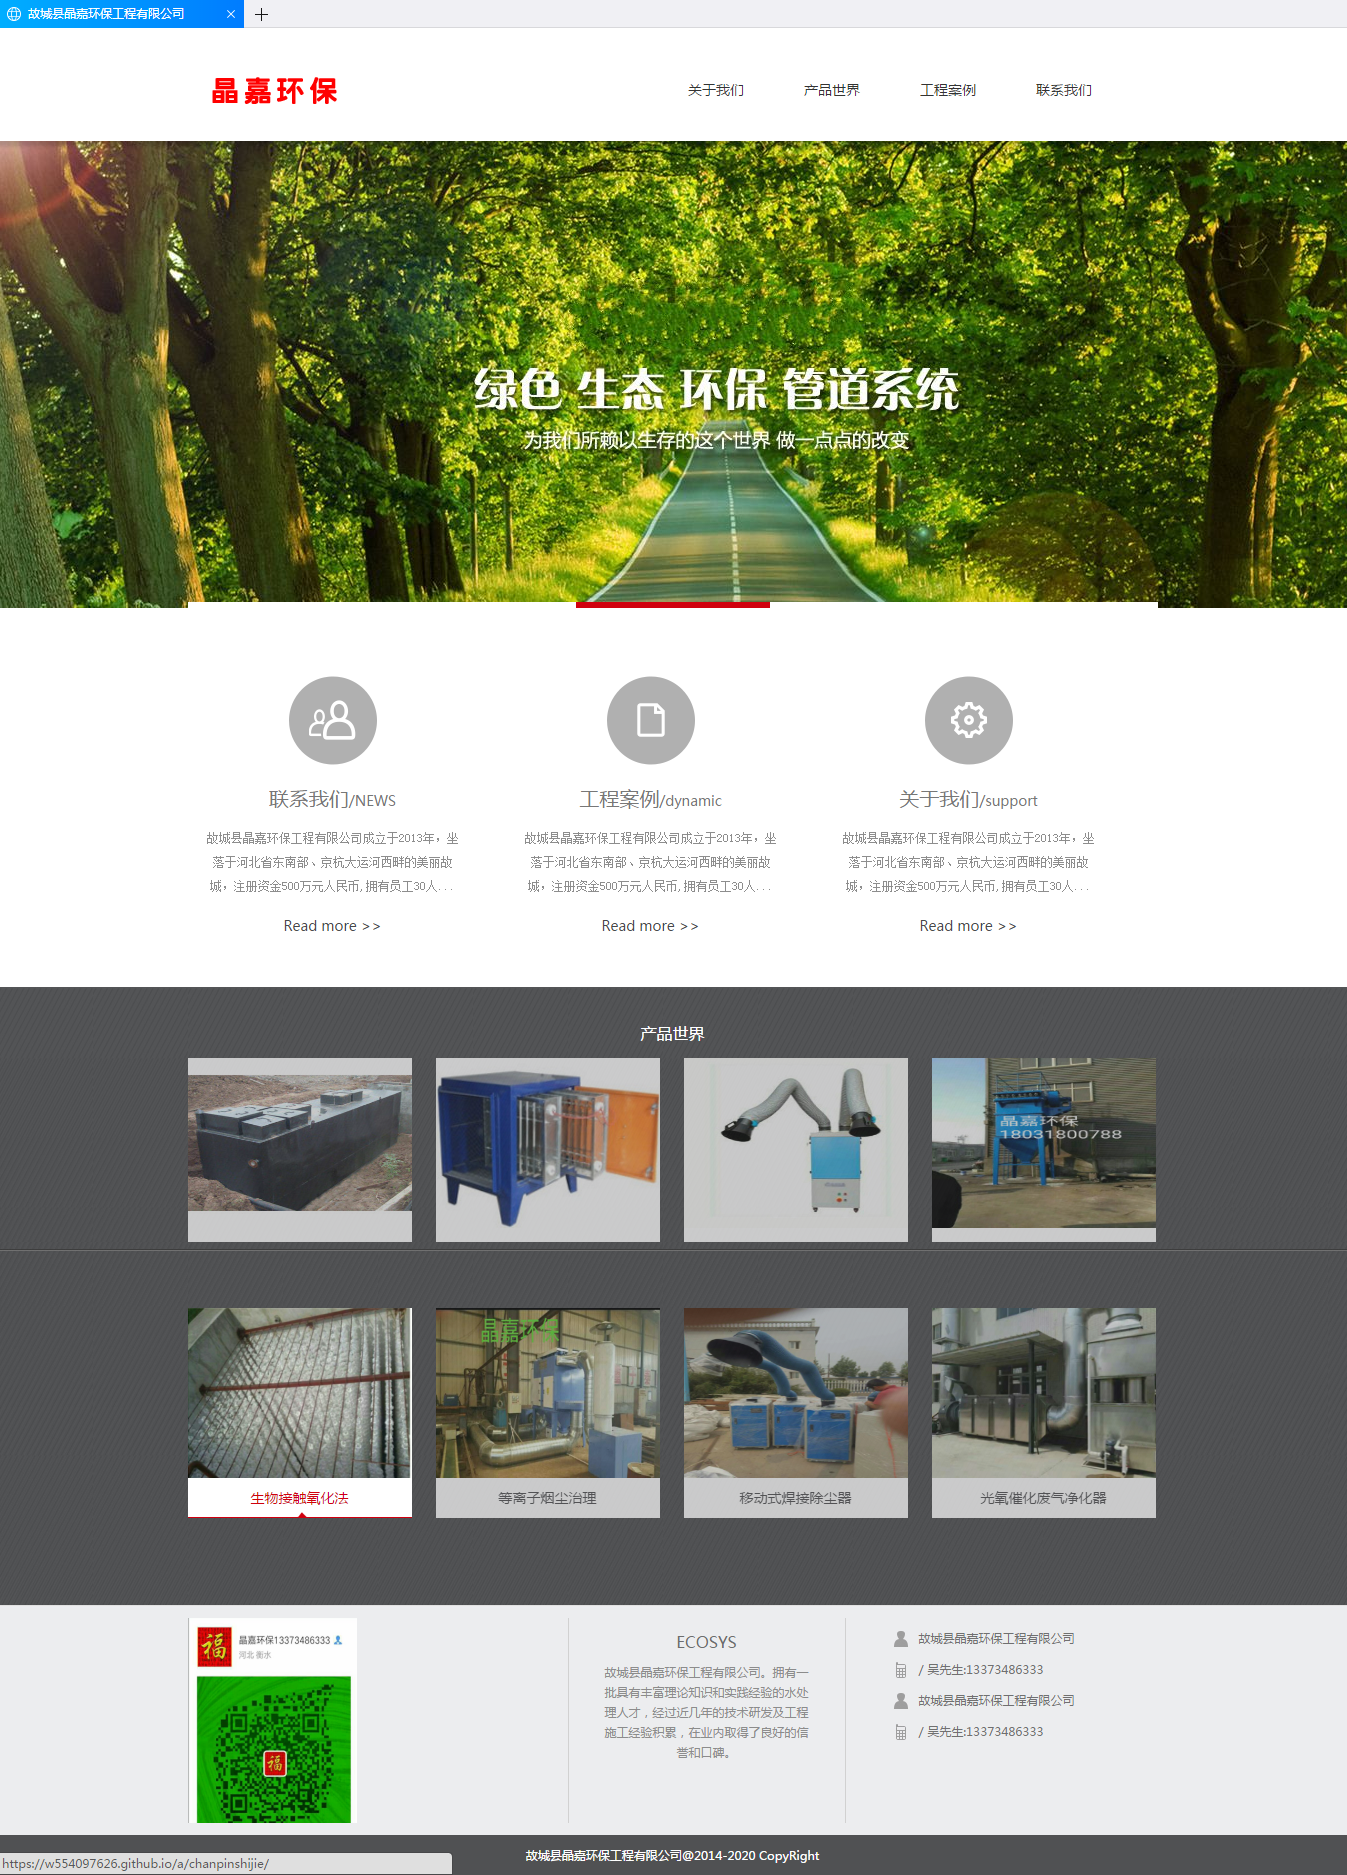 故城县晶嘉环保工程有限公司
晶嘉环保
关于我们 产品世界 工程案例 联系我们
绿色 生态 环保 管道系统
为我们所赖以生存的这个世界 做一点点的改变
联系我们/NEWS
故城县晶嘉环保工程有限公司成立于2013年，坐
落于河北省东南部、京杭大运河西畔的美丽故
城，注册资金500万元人民币,拥有员工30人...
Read more >>
工程案例/dynamic
故城县晶嘉环保工程有限公司成立于2013年，坐
落于河北省东南部、京杭大运河西畔的美丽故
城，注册资金500万元人民币,拥有员工30人...
Read more >>
关于我们/support
故城县晶嘉环保工程有限公司成立于2013年，坐
落于河北省东南部、京杭大运河西畔的美丽故
城，注册资金500万元人民币,拥有员工30人...
Read more >>
产品世界
晶嘉环保
18031800788
晶嘉环保
生物接触氧化法
等离子烟尘治理
移动式焊接除尘器
光氧催化废气净化器
福
晶嘉环保13373486333
河北 衡水
福
ECOSYS
故城县晶嘉环保工程有限公司。拥有一
批具有丰富理论知识和实践经验的水处
理人才，经过近几年的技术研发及工程
施工经验积累，在业内取得了良好的信
誉和口碑。
故城县晶嘉环保工程有限公司
/ 吴先生:13373486333
故城县晶嘉环保工程有限公司
/ 吴先生:13373486333
故城县晶嘉环保工程有限公司@2014-2020 CopyRight
https://w554097626.github.io/a/chanpinshijie/